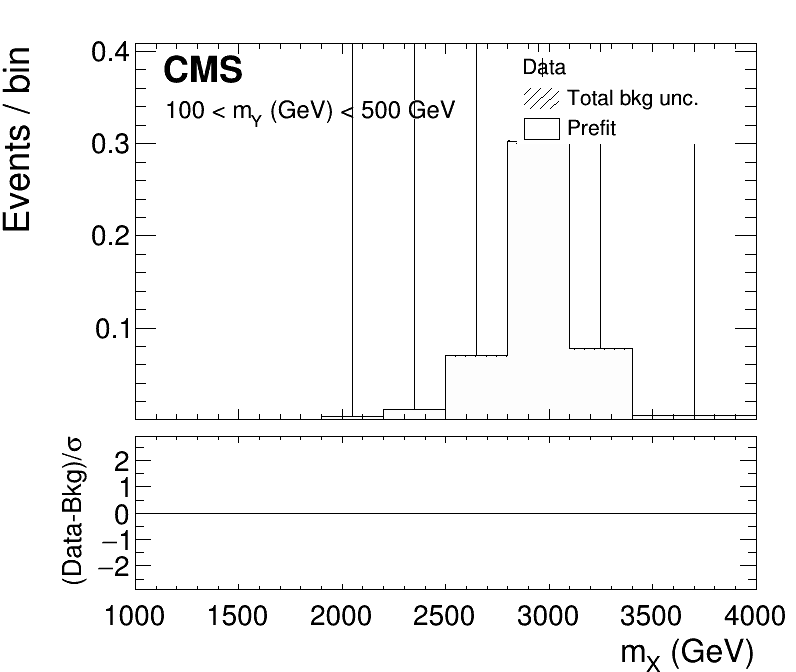 CMS
100 < mY (GeV) < 500 GeV
Data
Total bkg unc.
Prefit
Events / bin
0.4
0.3
0.2
0.1
(Data-Bkg)/σ
2
1
0
−1
−2
1000 1500 2000 2500 3000 3500 4000
mX (GeV)